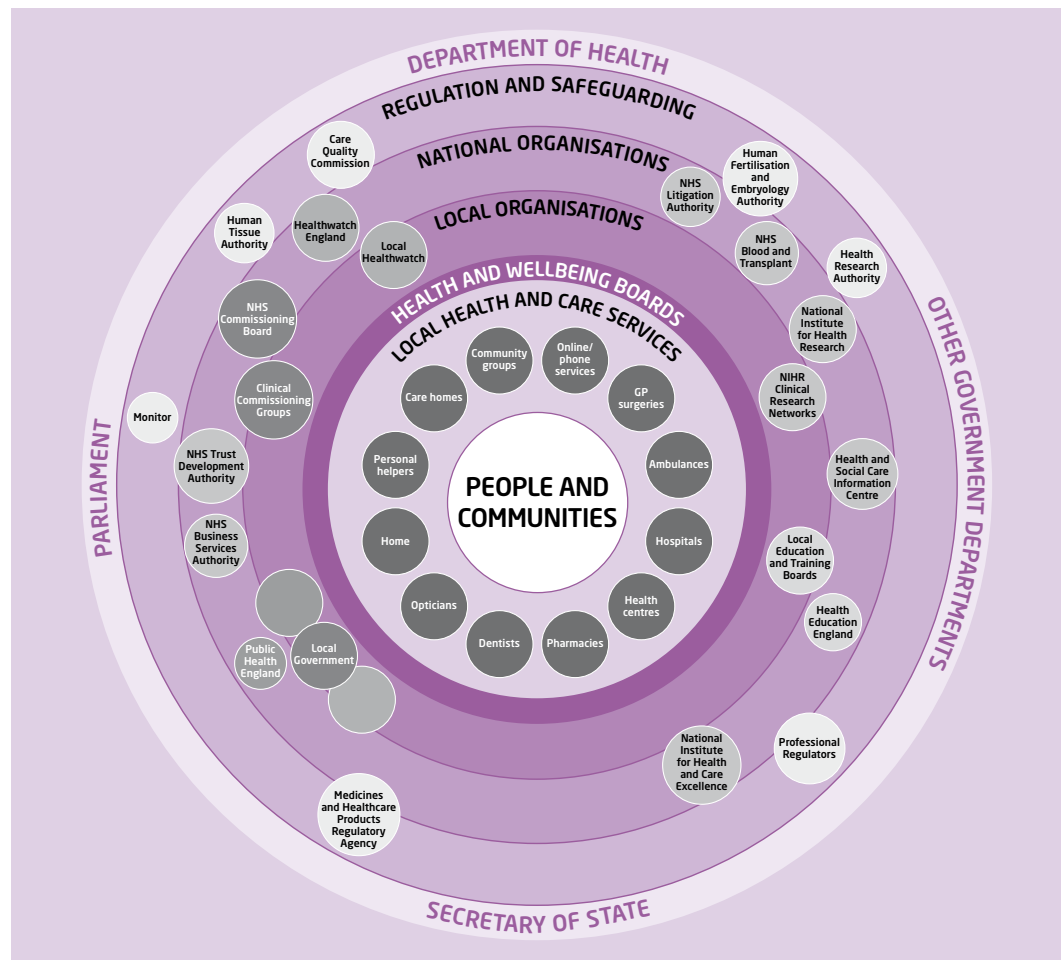 DEPARTMENT OF HEALTH
REGULATION AND SAFEGUARDING
NATIONAL ORGANISATIONS
LOCAL ORGANISATIONS
HEALTH AND WELLBEING BOARDS
LOCAL HEALTH AND CARE SERVICES
PEOPLE AND
COMMUNITIES
Community
groups
Online/
phone
services
GP
surgeries
Ambulances
Hospitals
Health
centres
Pharmacies
Dentists
Opticians
Home
Personal
helpers
Care homes
Care
Quality
Commission
Human
Tissue
Authority
Healthwatch
England
Local
Healthwatch
NHS
Commissioning
Board
Clinical
Commissioning
Groups
Monitor
NHS Trust
Development
Authority
NHS
Business
Services
Authority
Public
Health
England
Local
Government
Medicines
and Healthcare
Products
Regulatory
Agency
NHS
Litigation
Authority
Human
Fertilisation
and
Embryology
Authority
NHS
Blood and
Transplant
Health
Research
Authority
National
Institute
for Health
Research
NIHR
Clinical
Research
Networks
Health and
Social Care
Information
Centre
Local
Education
and Training
Boards
Health
Education
England
Professional
Regulators
National
Institute
for Health
and Care
Excellence
PARLIAMENT
OTHER GOVERNMENT DEPARTMENTS
SECRETARY OF STATE